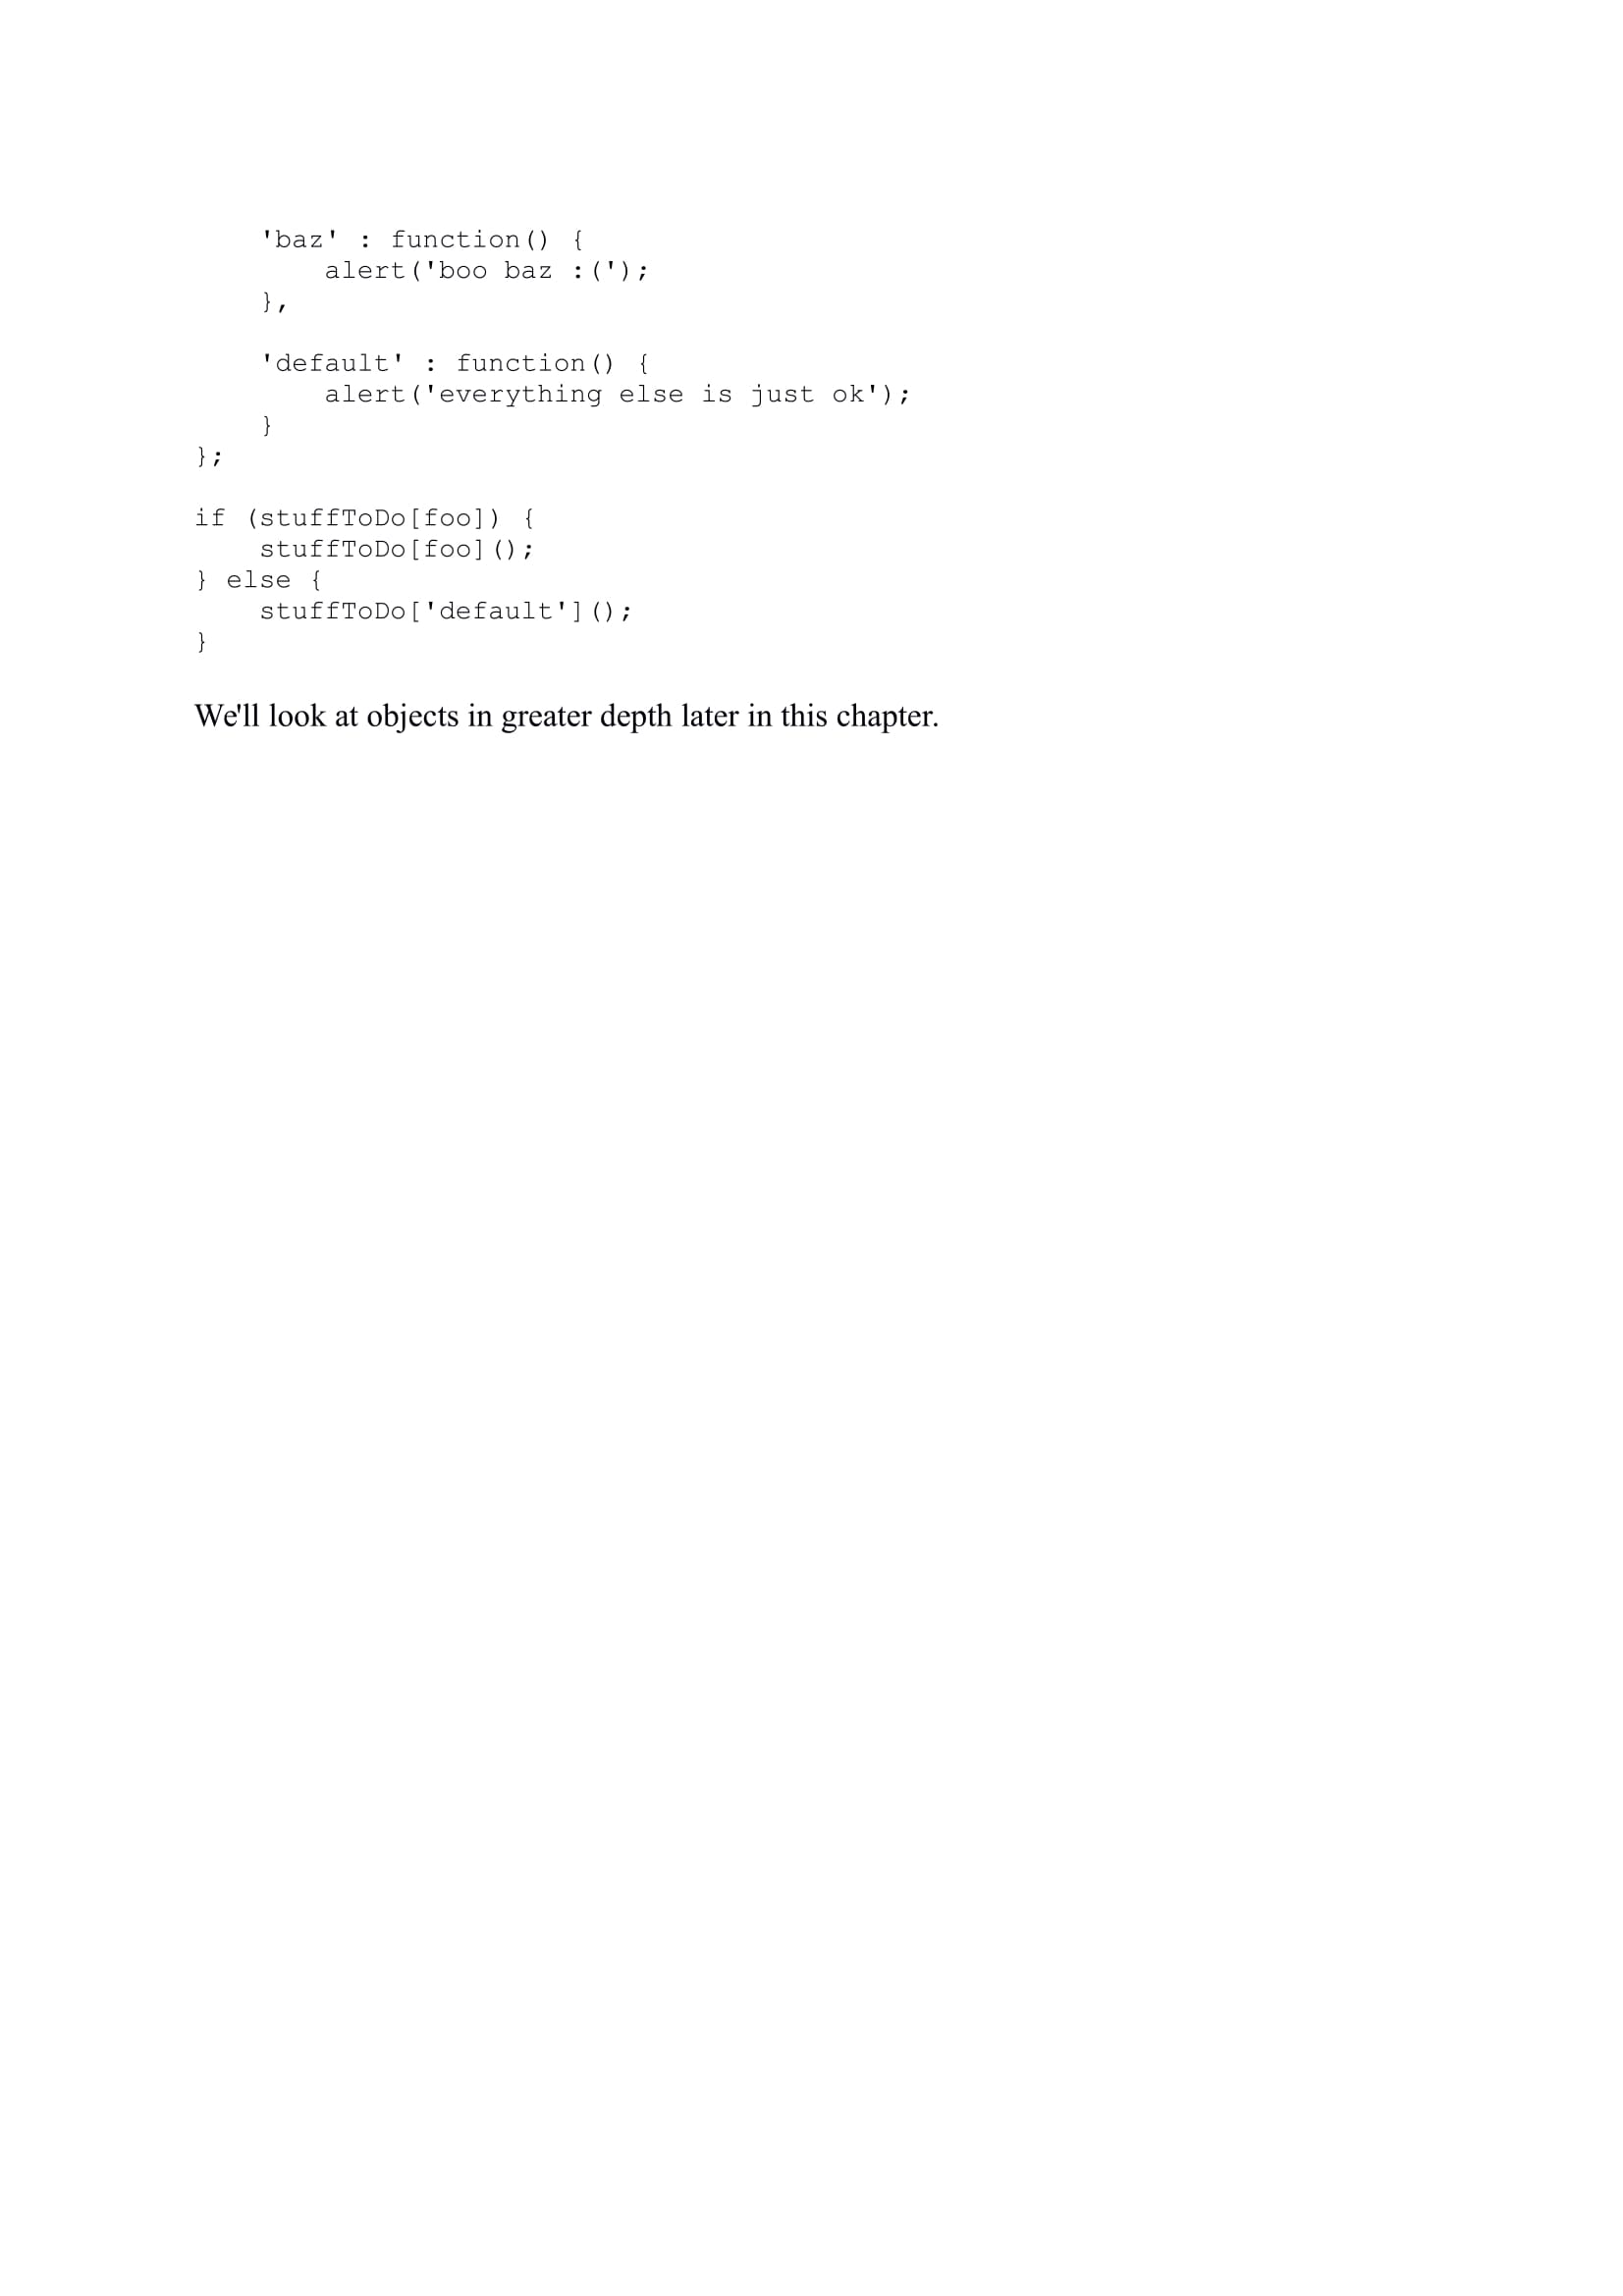 'baz' : function() {
        alert('boo baz :(');
    },

    'default' : function() {
        alert('everything else is just ok');
    }
};

if (stuffToDo[foo]) {
    stuffToDo[foo]();
} else {
    stuffToDo['default']();
}

We'll look at objects in greater depth later in this chapter.